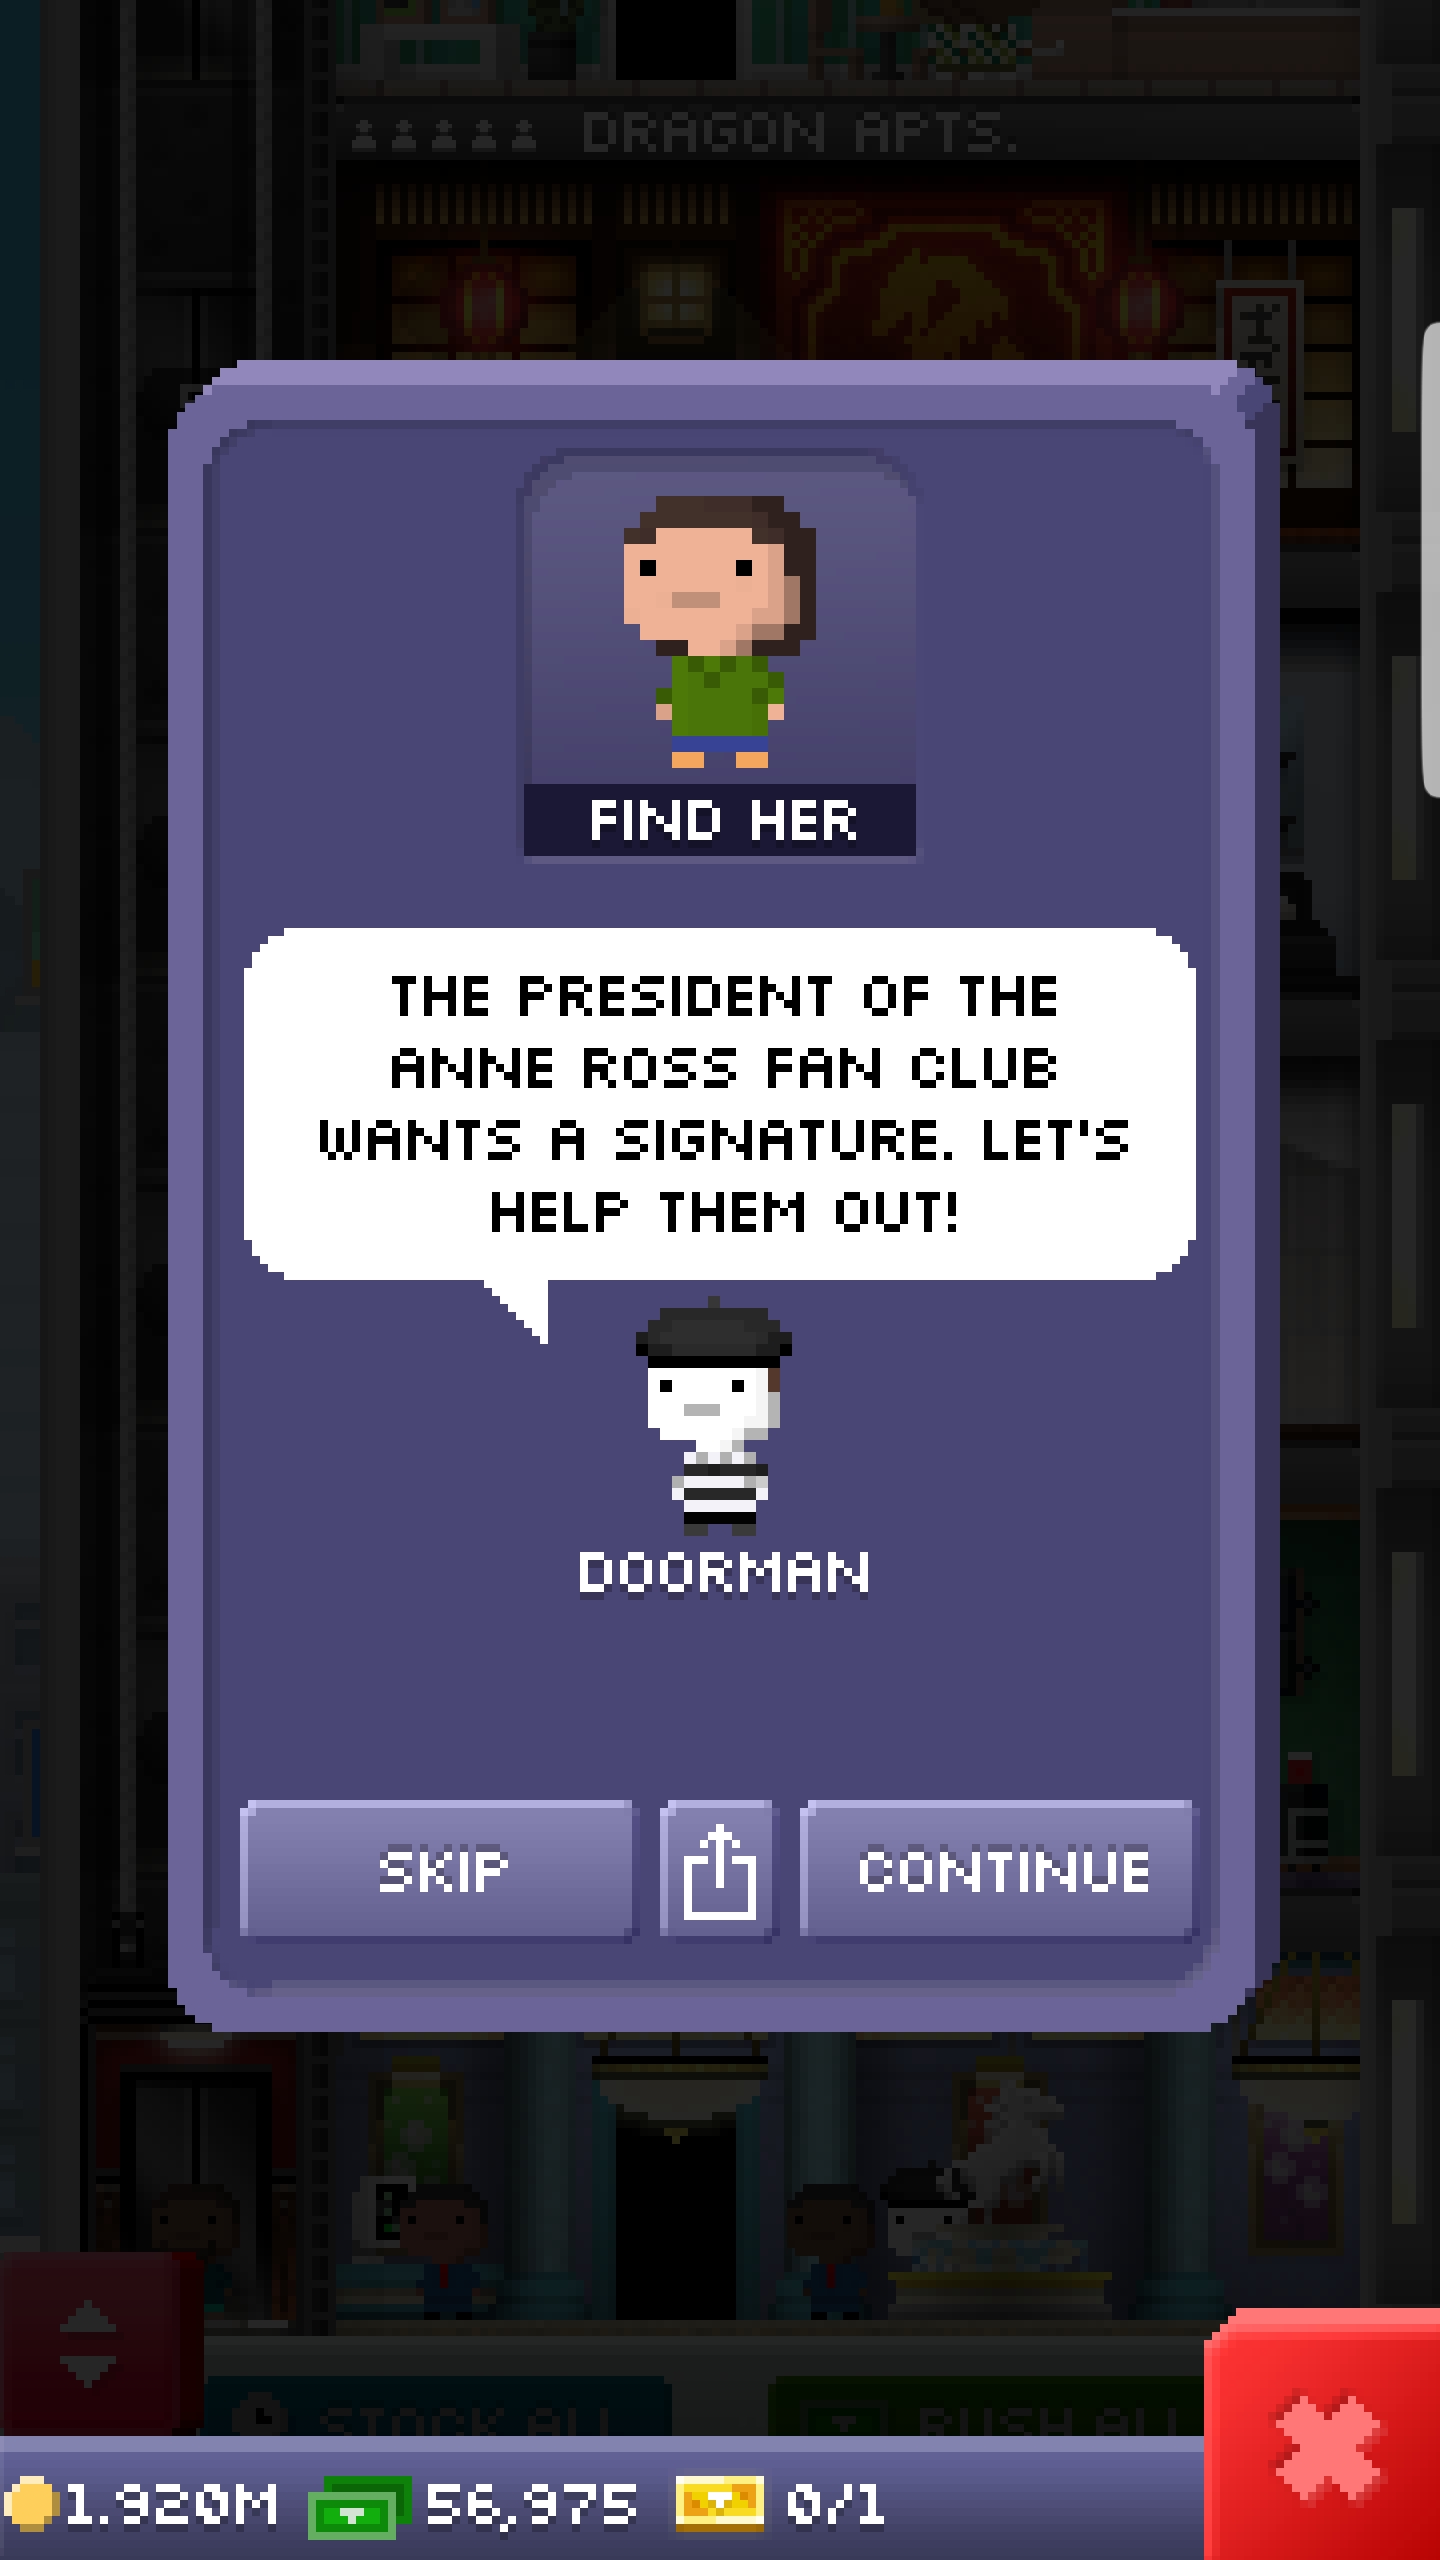 DRAGON APTS.
FIND HER
THE PRESIDENT OF THE
ANNE ROSS FAN CLUB
WANTS A SIGNATURE. LET'S
HELP THEM OUT!
DOORMAN
SKIP
CONTINUE
STOCK ALL
RUSH ALL
1.920M
56,975
0/1